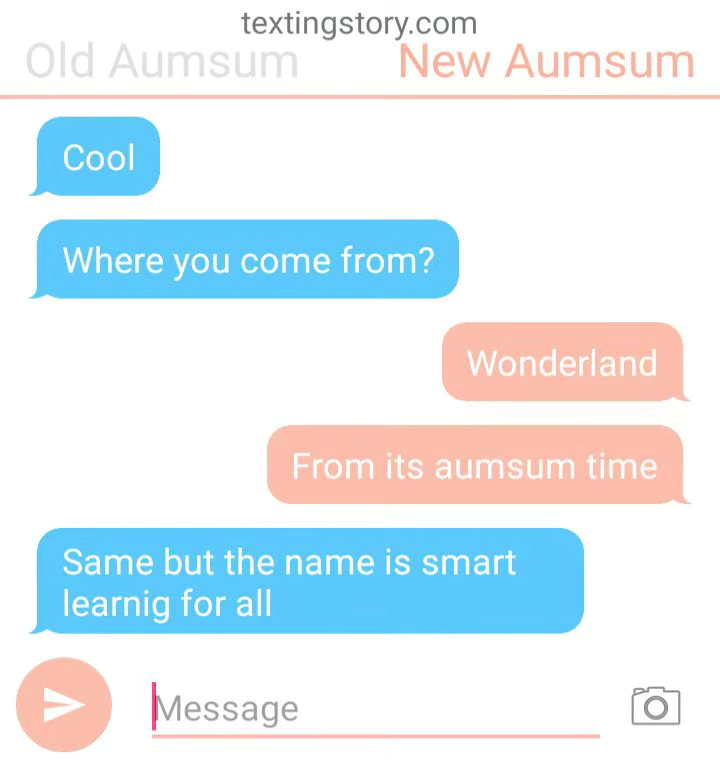 textingstory.com
Old Aumsum New Aumsum
Cool
Where you come from?
Wonderland
From its aumsum time
Same but the name is smart
learnig for all
Message